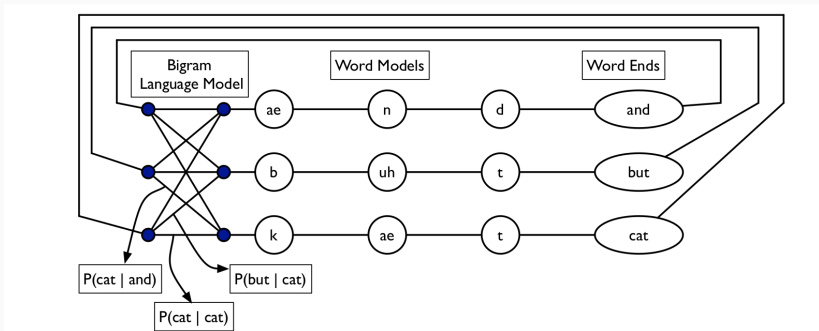 Bigram
Language Model
Word Models
Word Ends
ae
n
d
and
b
uh
t
but
k
ae
t
cat
P(cat | and)
P(but | cat)
P(cat | cat)